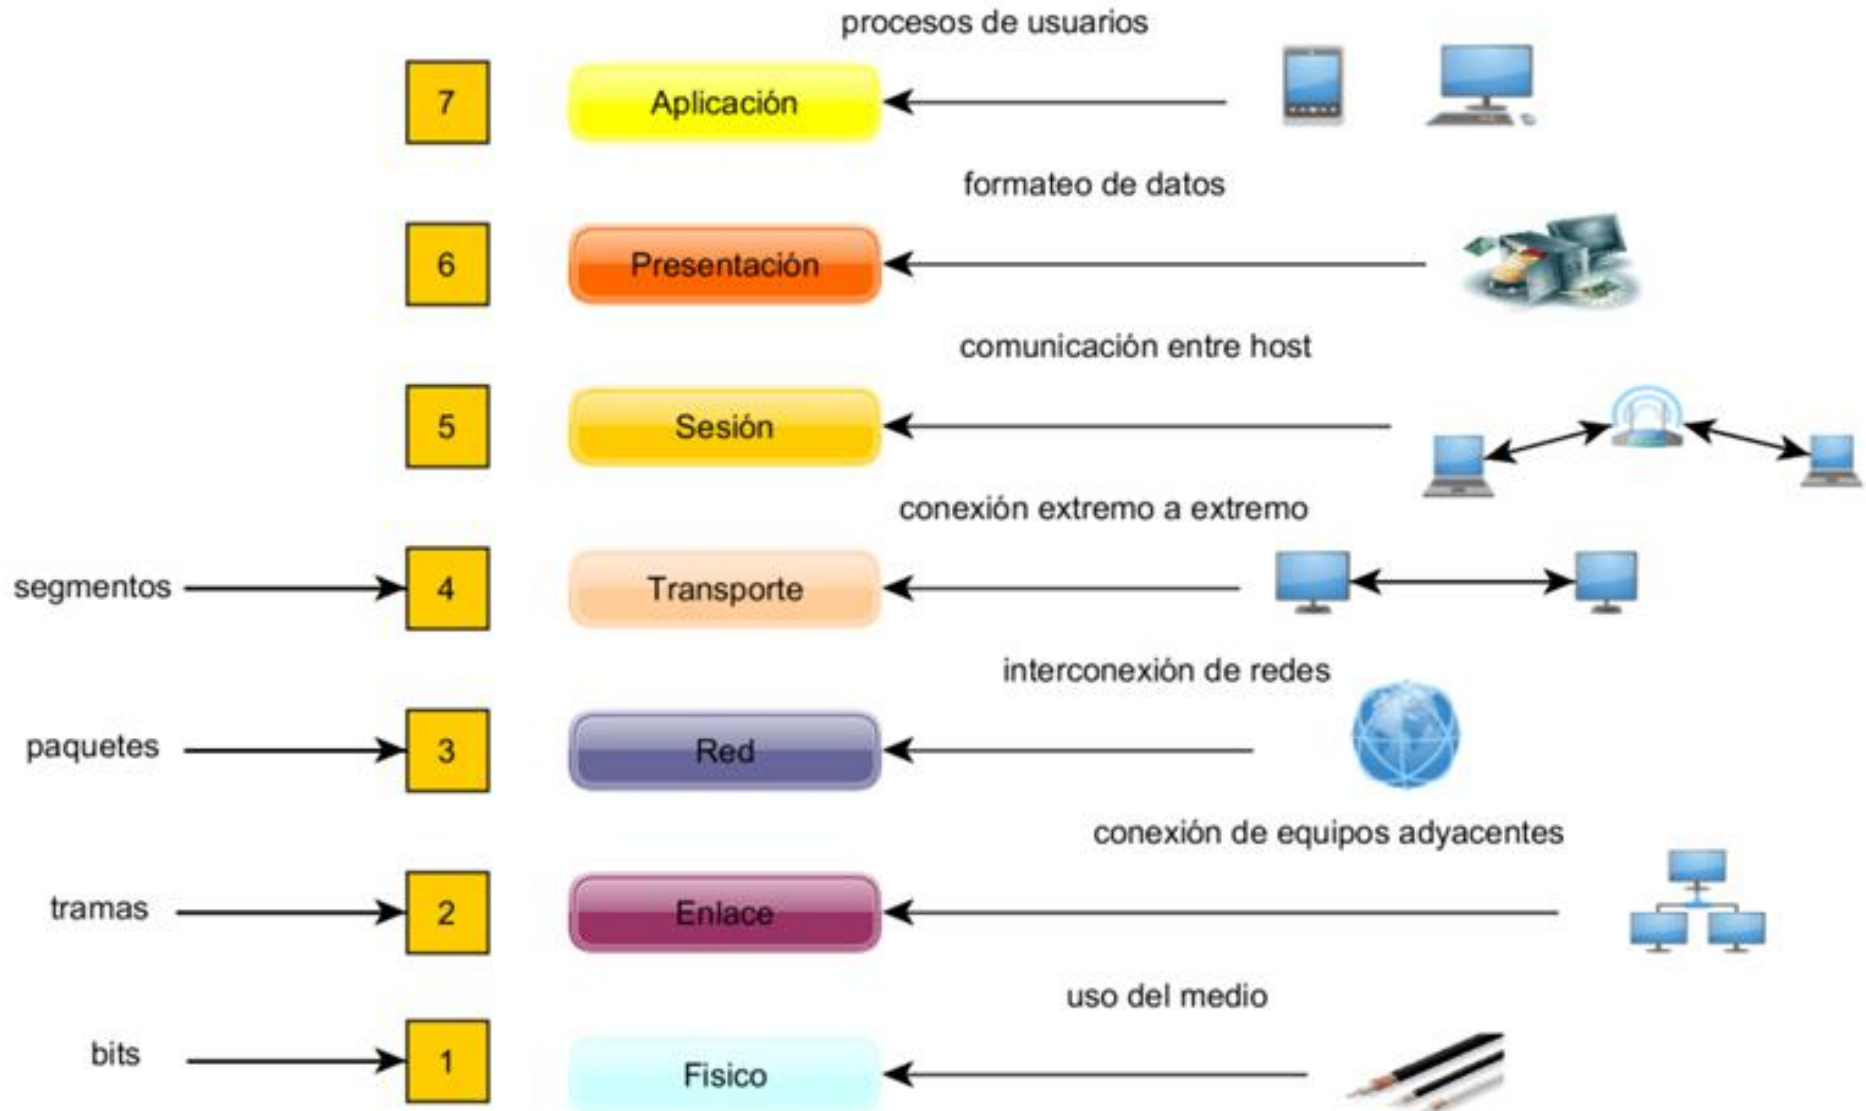 procesos de usuarios
7
Aplicación
formateo de datos
6
Presentación
comunicación entre host
5
Sesión
conexión extremo a extremo
segmentos
4
Transporte
interconexión de redes
paquetes
3
Red
conexión de equipos adyacentes
tramas
2
Enlace
uso del medio
bits
1
Fisico